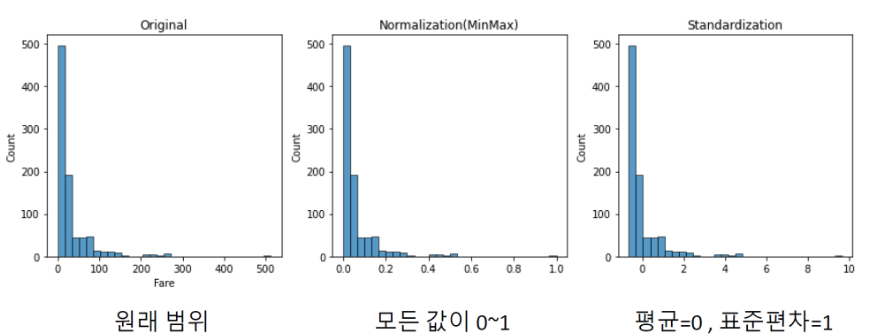 Original
500
400
300
200
100
0
Count
0 100 200 300 400 500
Fare
원래 범위
Normalization(MinMax)
500
400
300
200
100
0
Count
0.0 0.2 0.4 0.6 0.8 1.0
모든 값이 0~1
Standardization
500
400
300
200
100
0
Count
0 2 4 6 8 10
평균=0 , 표준편차=1